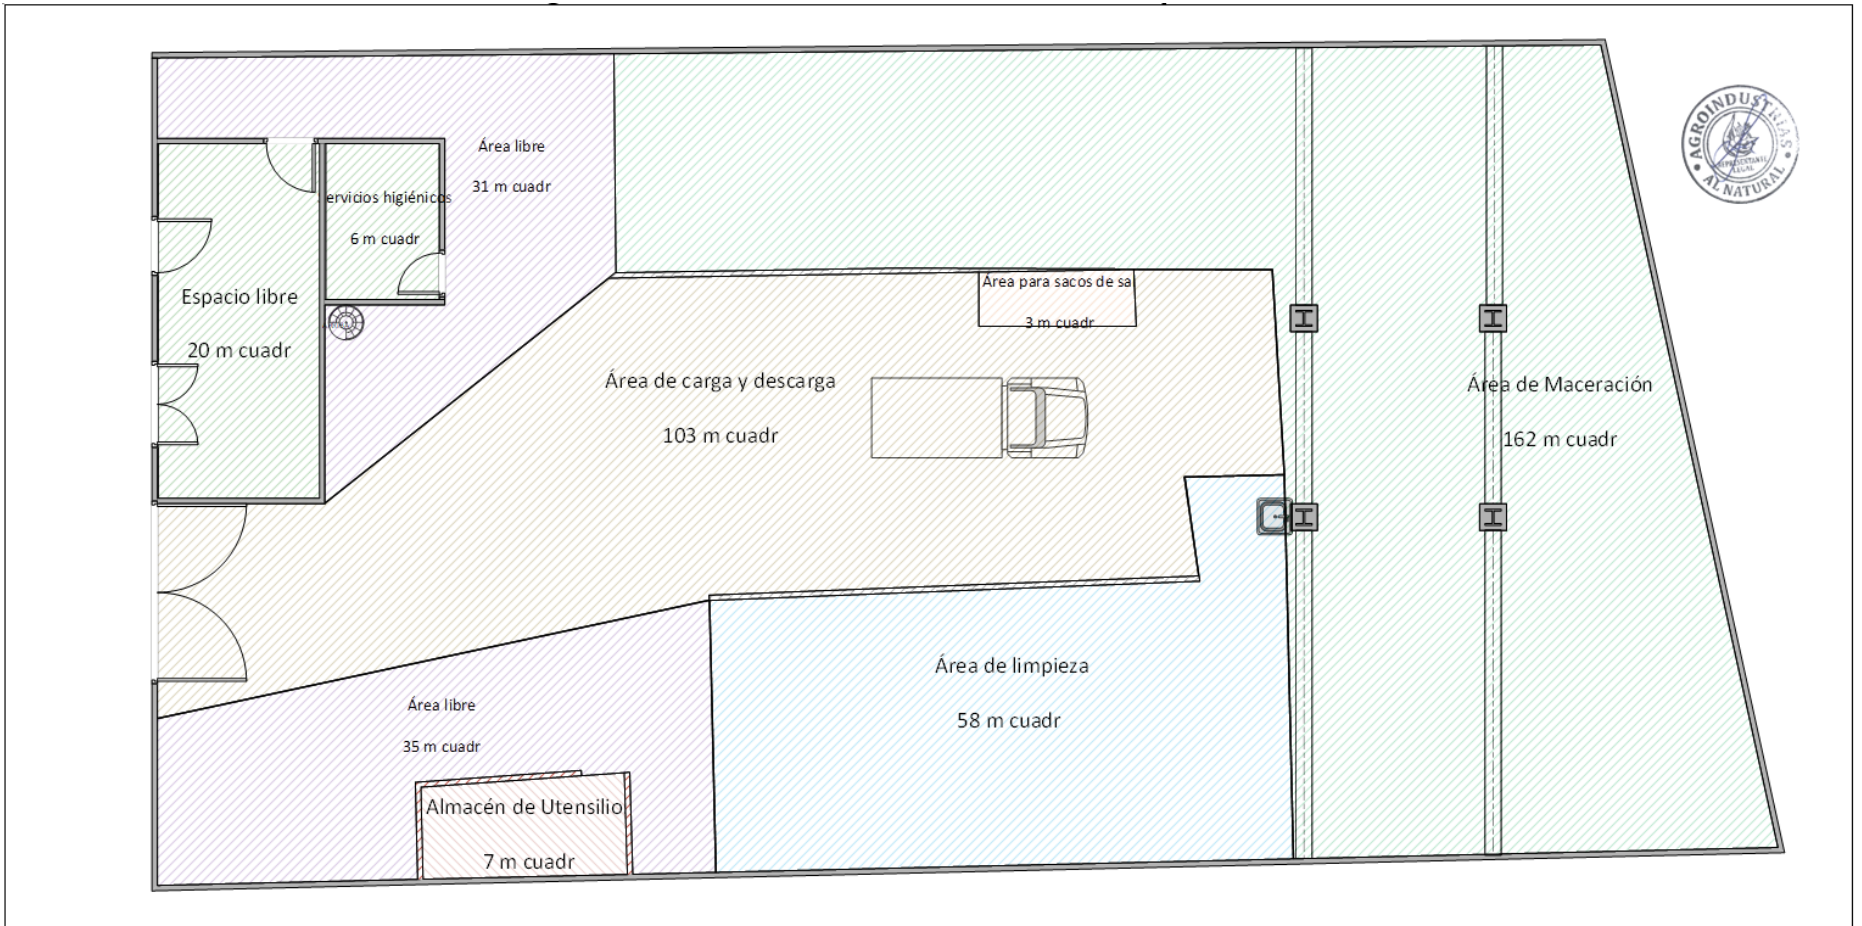 Área libre
31 m cuadr
ervicios higiénicos
6 m cuadr
Espacio libre
20 m cuadr
Área para sacos de sa
3 m cuadr
Área de carga y descarga
103 m cuadr
Área de Maceración
162 m cuadr
Área de limpieza
58 m cuadr
Área libre
35 m cuadr
Almacén de Utensilio
7 m cuadr
AGROINDUSTRIAS
REPRESENTANTE
LEGAL
AL NATURAL